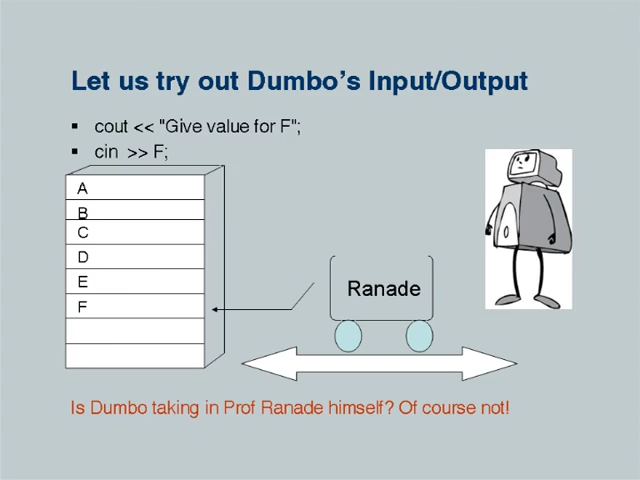 Let us try out Dumbo's Input/Output
▪ cout << "Give value for F";
▪ cin >> F;
A
B
C
D
E
F
Ranade
Is Dumbo taking in Prof Ranade himself? Of course not!